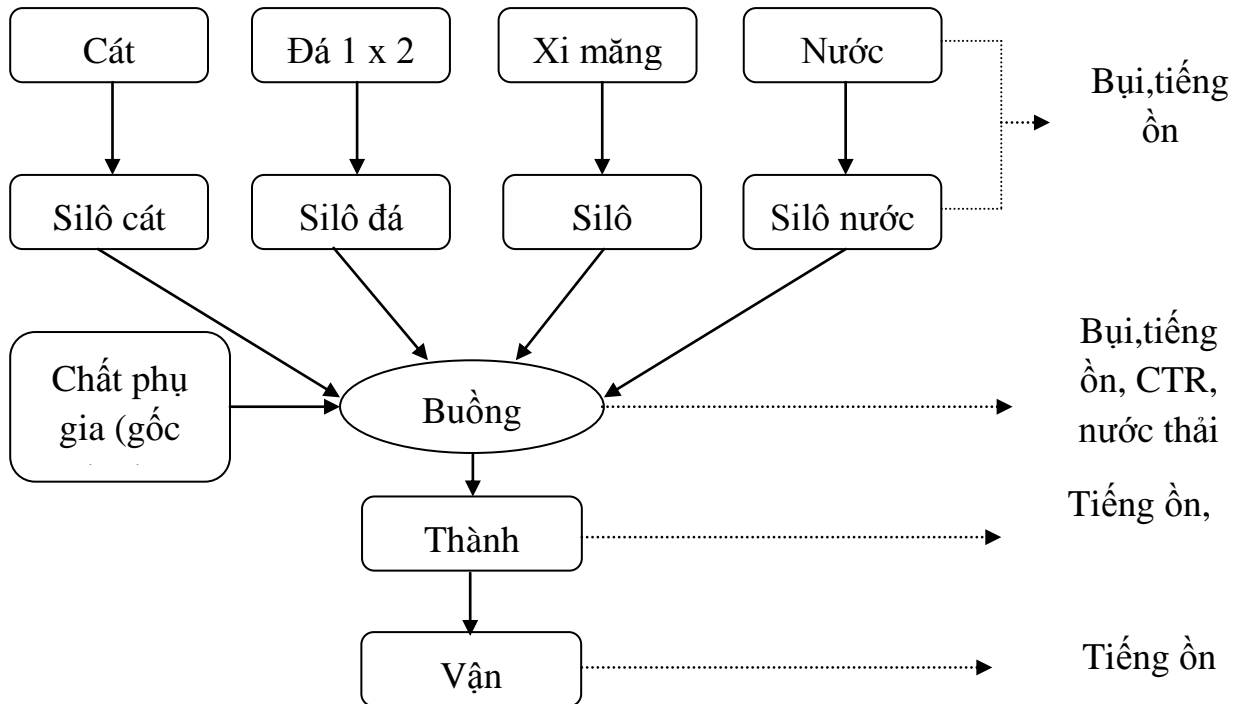 Cát
Đá 1 x 2
Xi măng
Nước
Bụi,tiếng
ồn
Silô cát
Silô đá
Silô
Silô nước
Chất phụ
gia (gốc
Buồng
Bụi,tiếng
ồn, CTR,
nước thải
Thành
Tiếng ồn,
Vận
Tiếng ồn